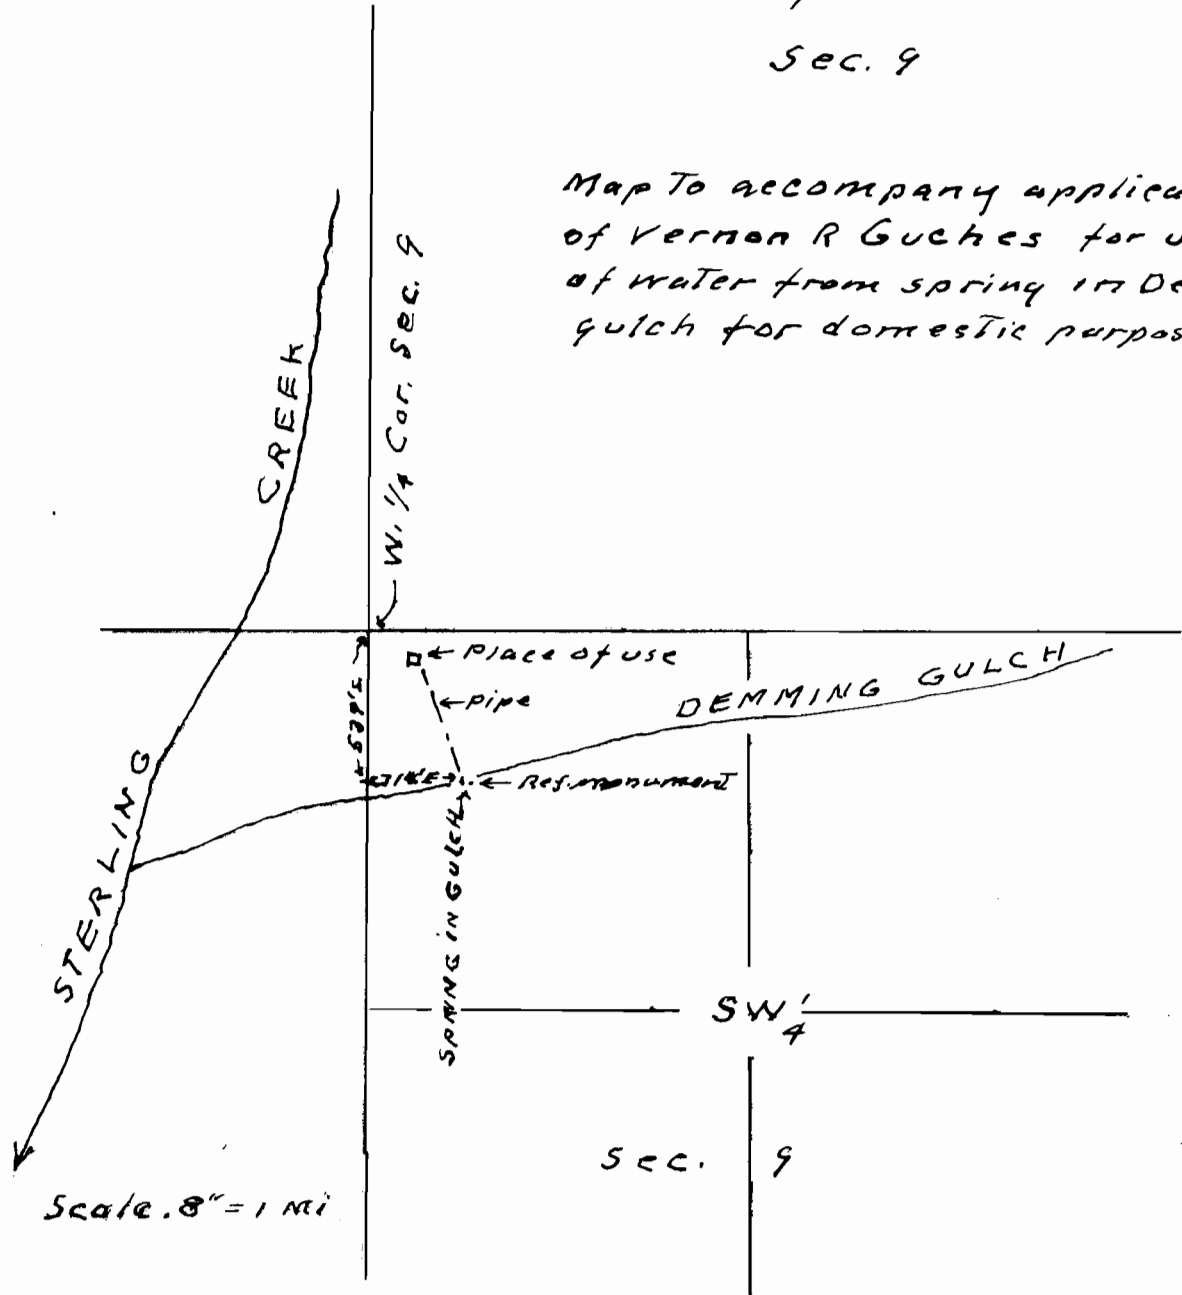 Sec. 9
Map To accompany applica
of Vernon R Guches for u
of water from spring in De
gulch for domestic purpos
W. 1/4 Cor. Sec. 9
CREEK
STERLING
Place of use
pipe
DEMMING GULCH
Ref. monument
SPRING IN GULCH
SW 1/4
Sec. 9
Scale. 8" = 1 Mi